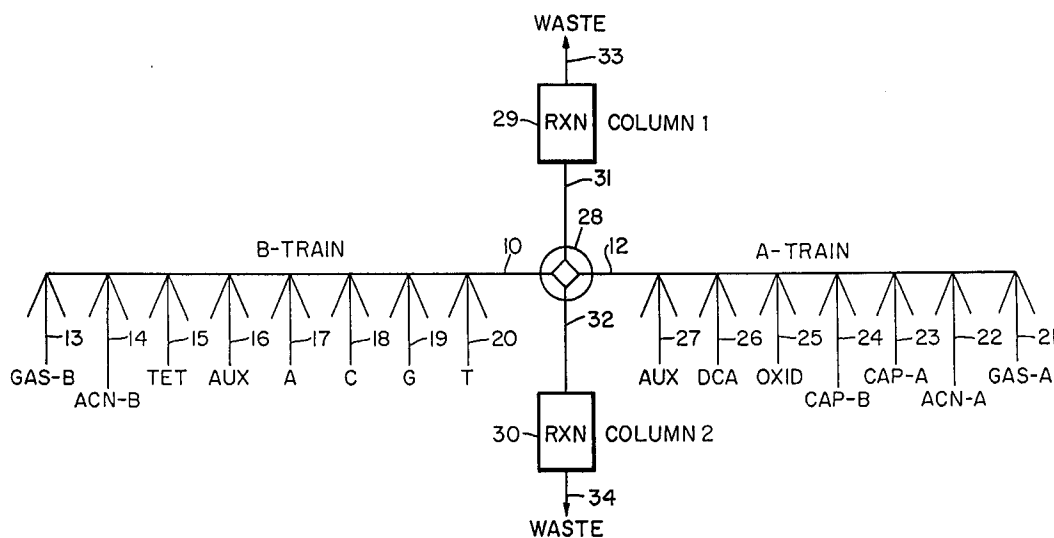 WASTE
33
29 RXN COLUMN 1
31
28
B-TRAIN 10 12 A-TRAIN
32
13 14 15 16 17 18 19 20 27 26 25 24 23 22 21
GAS-B TET AUX A C G T AUX DCA OXID CAP-A GAS-A
ACN-B CAP-B ACN-A
30 RXN COLUMN 2
34
WASTE